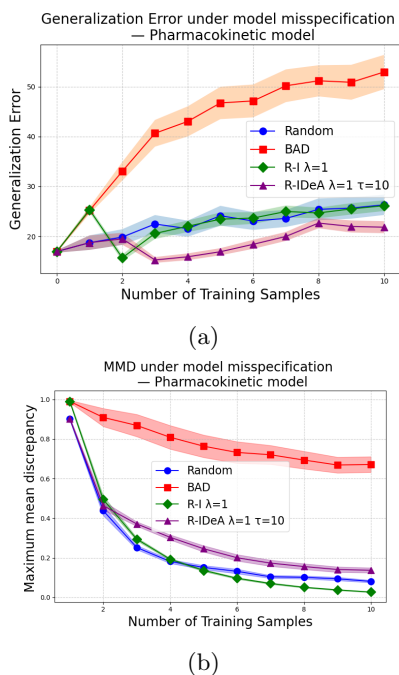 Generalization Error under model misspecification
— Pharmacokinetic model
Generalization Error
50
40
30
20
Random
BAD
R-I λ=1
R-IDeA λ=1 τ=10
0 2 4 6 8 10
Number of Training Samples
(a)
MMD under model misspecification
— Pharmacokinetic model
Maximum mean discrepancy
1.0
0.8
0.6
0.4
0.2
0.0
Random
BAD
R-I λ=1
R-IDeA λ=1 τ=10
2 4 6 8 10
Number of Training Samples
(b)